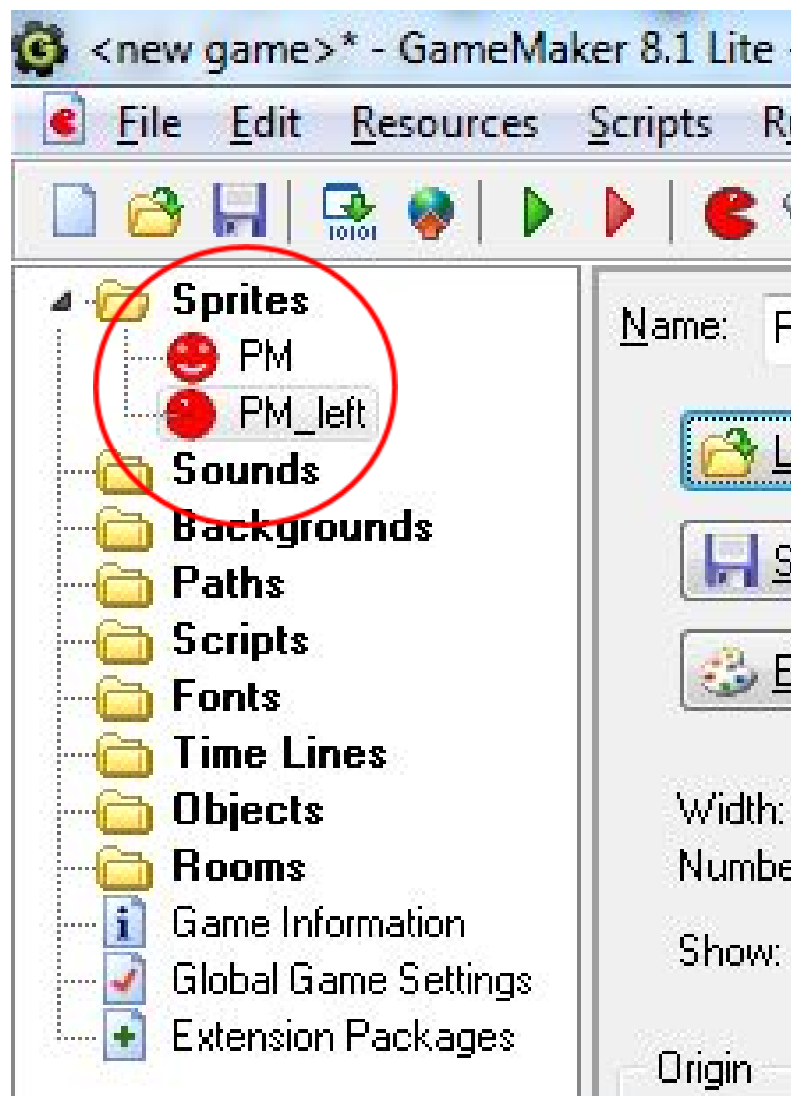 <new game>* - GameMaker 8.1 Lite -
File Edit Resources Scripts
Sprites
PM
PM_left
Sounds
Backgrounds
Paths
Scripts
Fonts
Time Lines
Objects
Rooms
Game Information
Global Game Settings
Extension Packages
Name:
Width:
Show:
Origin